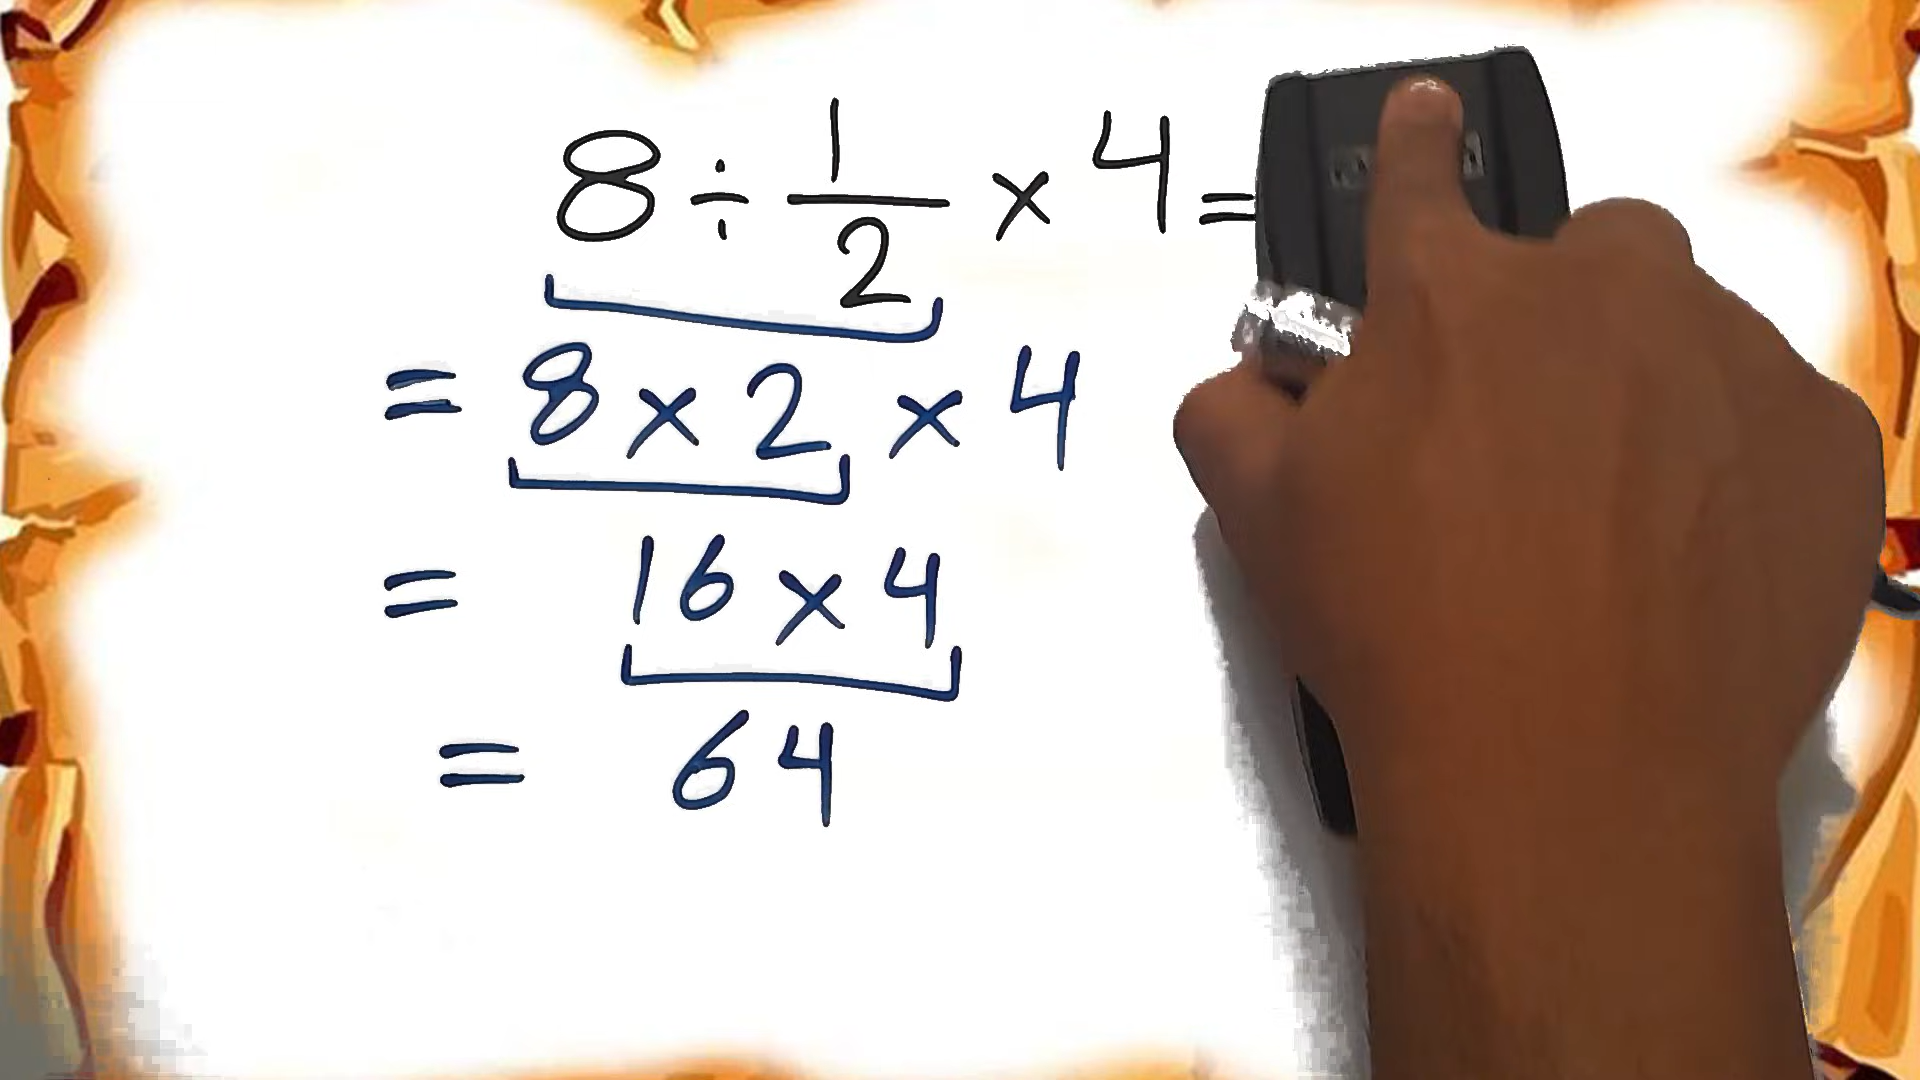 8 ÷ 1/2 × 4 =
= 8 × 2 × 4
= 16 × 4
= 64